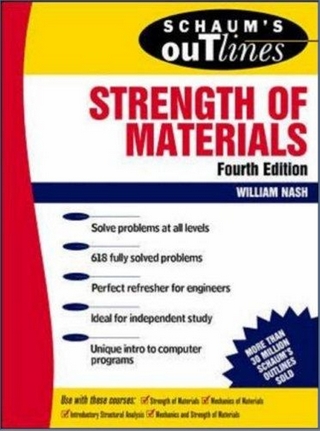 SCHAUM'S
ouTlines
STRENGTH OF
MATERIALS
Fourth Edition
WILLIAM NASH
Solve problems at all levels
618 fully solved problems
Perfect refresher for engineers
Ideal for independent study
Unique intro to computer
programs
MORE THAN
30 MILLION
SCHAUM'S
OUTLINES
SOLD
Use with these courses: ☑ Strength of Materials ☑ Mechanics of Materials
☑ Introductory Structural Analysis ☑ Mechanics and Strength of Materials